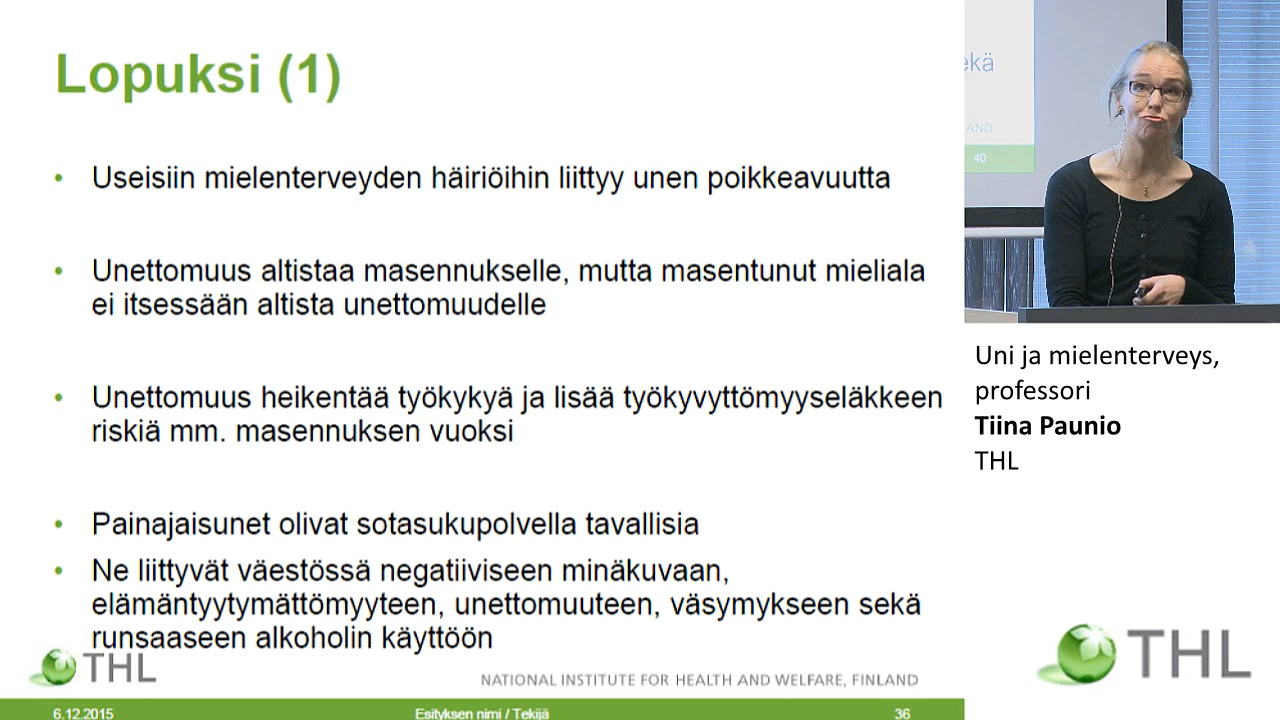 Lopuksi (1)
• Useisiin mielenterveyden häiriöihin liittyy unen poikkeavuutta
• Unettomuus altistaa masennukselle, mutta masentunut mieliala
ei itsessään altista unettomuudelle
• Unettomuus heikentää työkykyä ja lisää työkyvyttömyyseläkkeen
riskiä mm. masennuksen vuoksi
• Painajaisunet olivat sotasukupolvella tavallisia
• Ne liittyvät väestössä negatiiviseen minäkuvaan,
elämäntyytymättömyyteen, unettomuuteen, väsymykseen sekä
runsaaseen alkoholin käyttöön
THL
NATIONAL INSTITUTE FOR HEALTH AND WELFARE, FINLAND
6.12.2015
Esityksen nimi / Tekijä
36
ekä
AND
40
Uni ja mielenterveys,
professori
Tiina Paunio
THL
THL